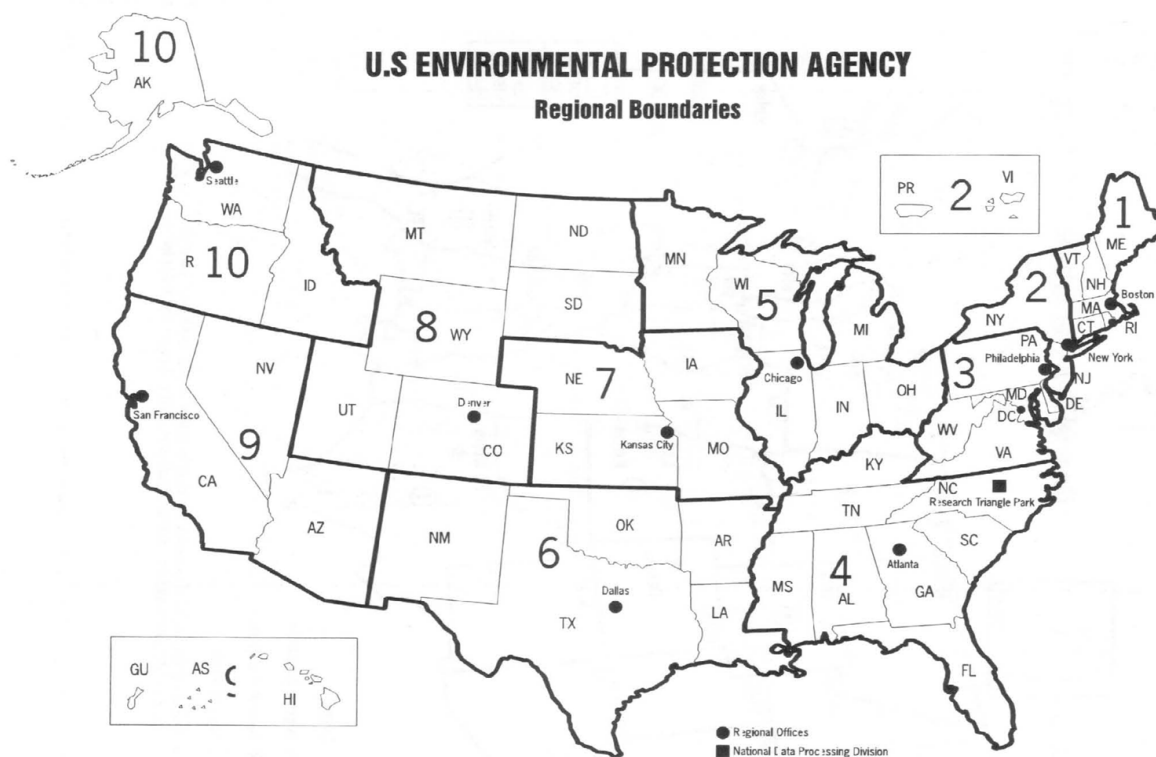 10
AK
U.S ENVIRONMENTAL PROTECTION AGENCY
Regional Boundaries
PR
2
VI
1
ME
Seattle
WA
MT
ND
MN
VT
NH
R
10
ID
SD
WI
5
MI
2
NY
MA
Boston
CT
RI
8
WY
PA
Philadelphia
New York
NV
NE
7
IA
Chicago
3
NJ
OH
San Francisco
UT
Denver
CO
IL
IN
MD
DC
DE
WV
9
KS
Kansas City
MO
VA
KY
CA
NC
Research Triangle Park
TN
AZ
NM
6
OK
AR
SC
Atlanta
MS
4
AL
GA
Dallas
TX
LA
FL
GU
AS
9
HI
Regional Offices
National Data Processing Division